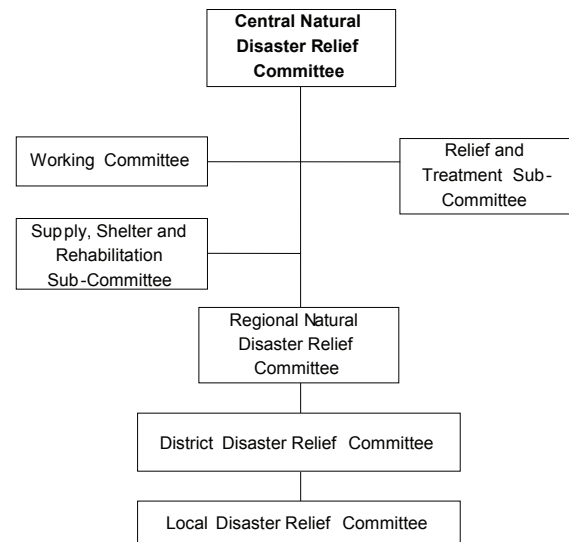 Central Natural
Disaster Relief
Committee
Working Committee
Relief and
Treatment Sub-
Committee
Supply, Shelter and
Rehabilitation
Sub-Committee
Regional Natural
Disaster Relief
Committee
District Disaster Relief Committee
Local Disaster Relief Committee